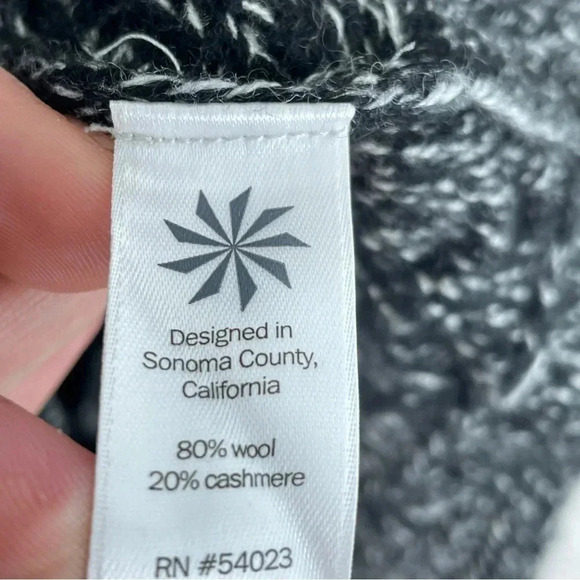 Designed in
Sonoma County,
California
80% wool
20% cashmere
RN #54023